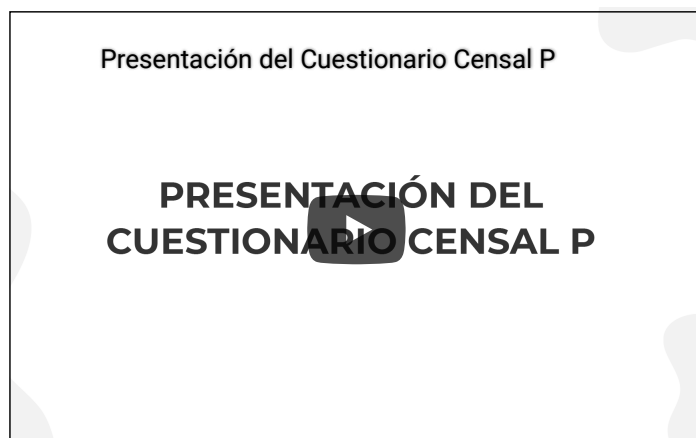 Presentación del Cuestionario Censal P
PRESENTACIÓN DEL
CUESTIONARIO CENSAL P